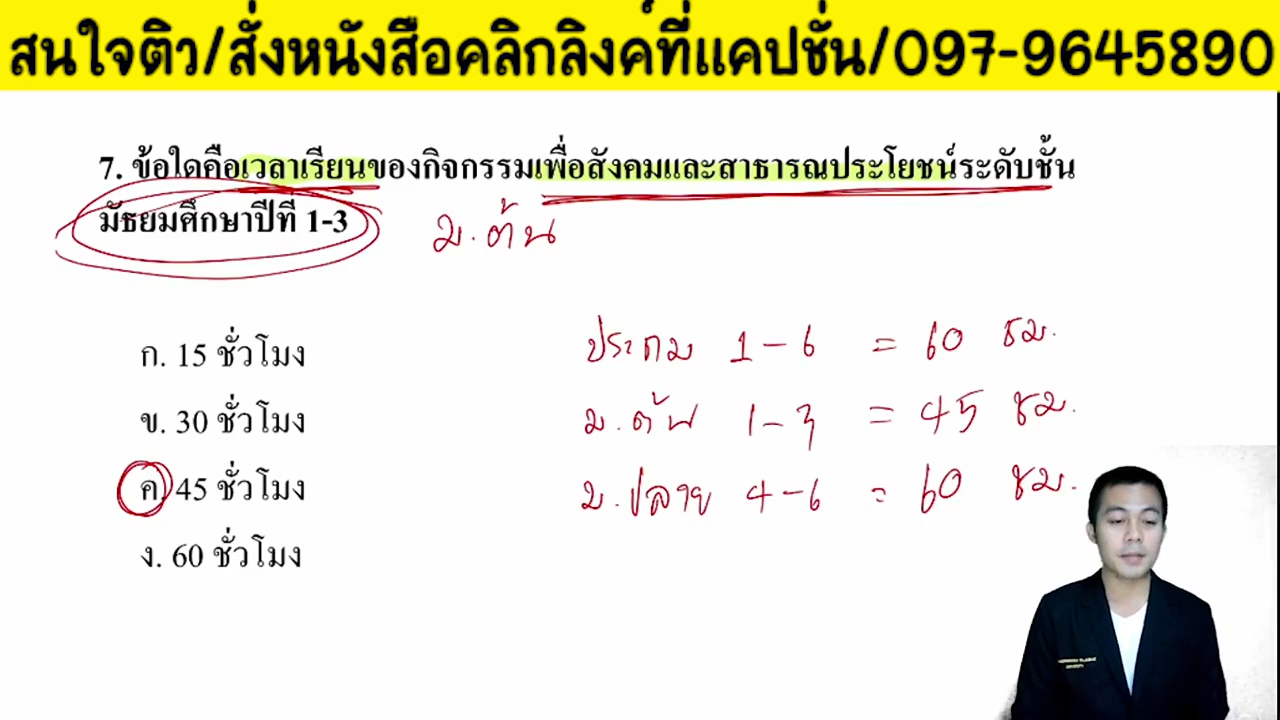 สนใจติว/สั่งหนังสือคลิกลิงค์ที่แคปชั่น/097-9645890
7. ข้อใดคือเวลาเรียนของกิจกรรมเพื่อสังคมและสาธารณประโยชน์ระดับชั้น
มัธยมศึกษาปีที่ 1-3
ม.ต้น
ก. 15 ชั่วโมง
ข. 30 ชั่วโมง
ค. 45 ชั่วโมง
ง. 60 ชั่วโมง
ประถม 1-6 = 60 ชม.
ม.ต้น 1-3 = 45 ชม.
ม.ปลาย 4-6 = 60 ชม.